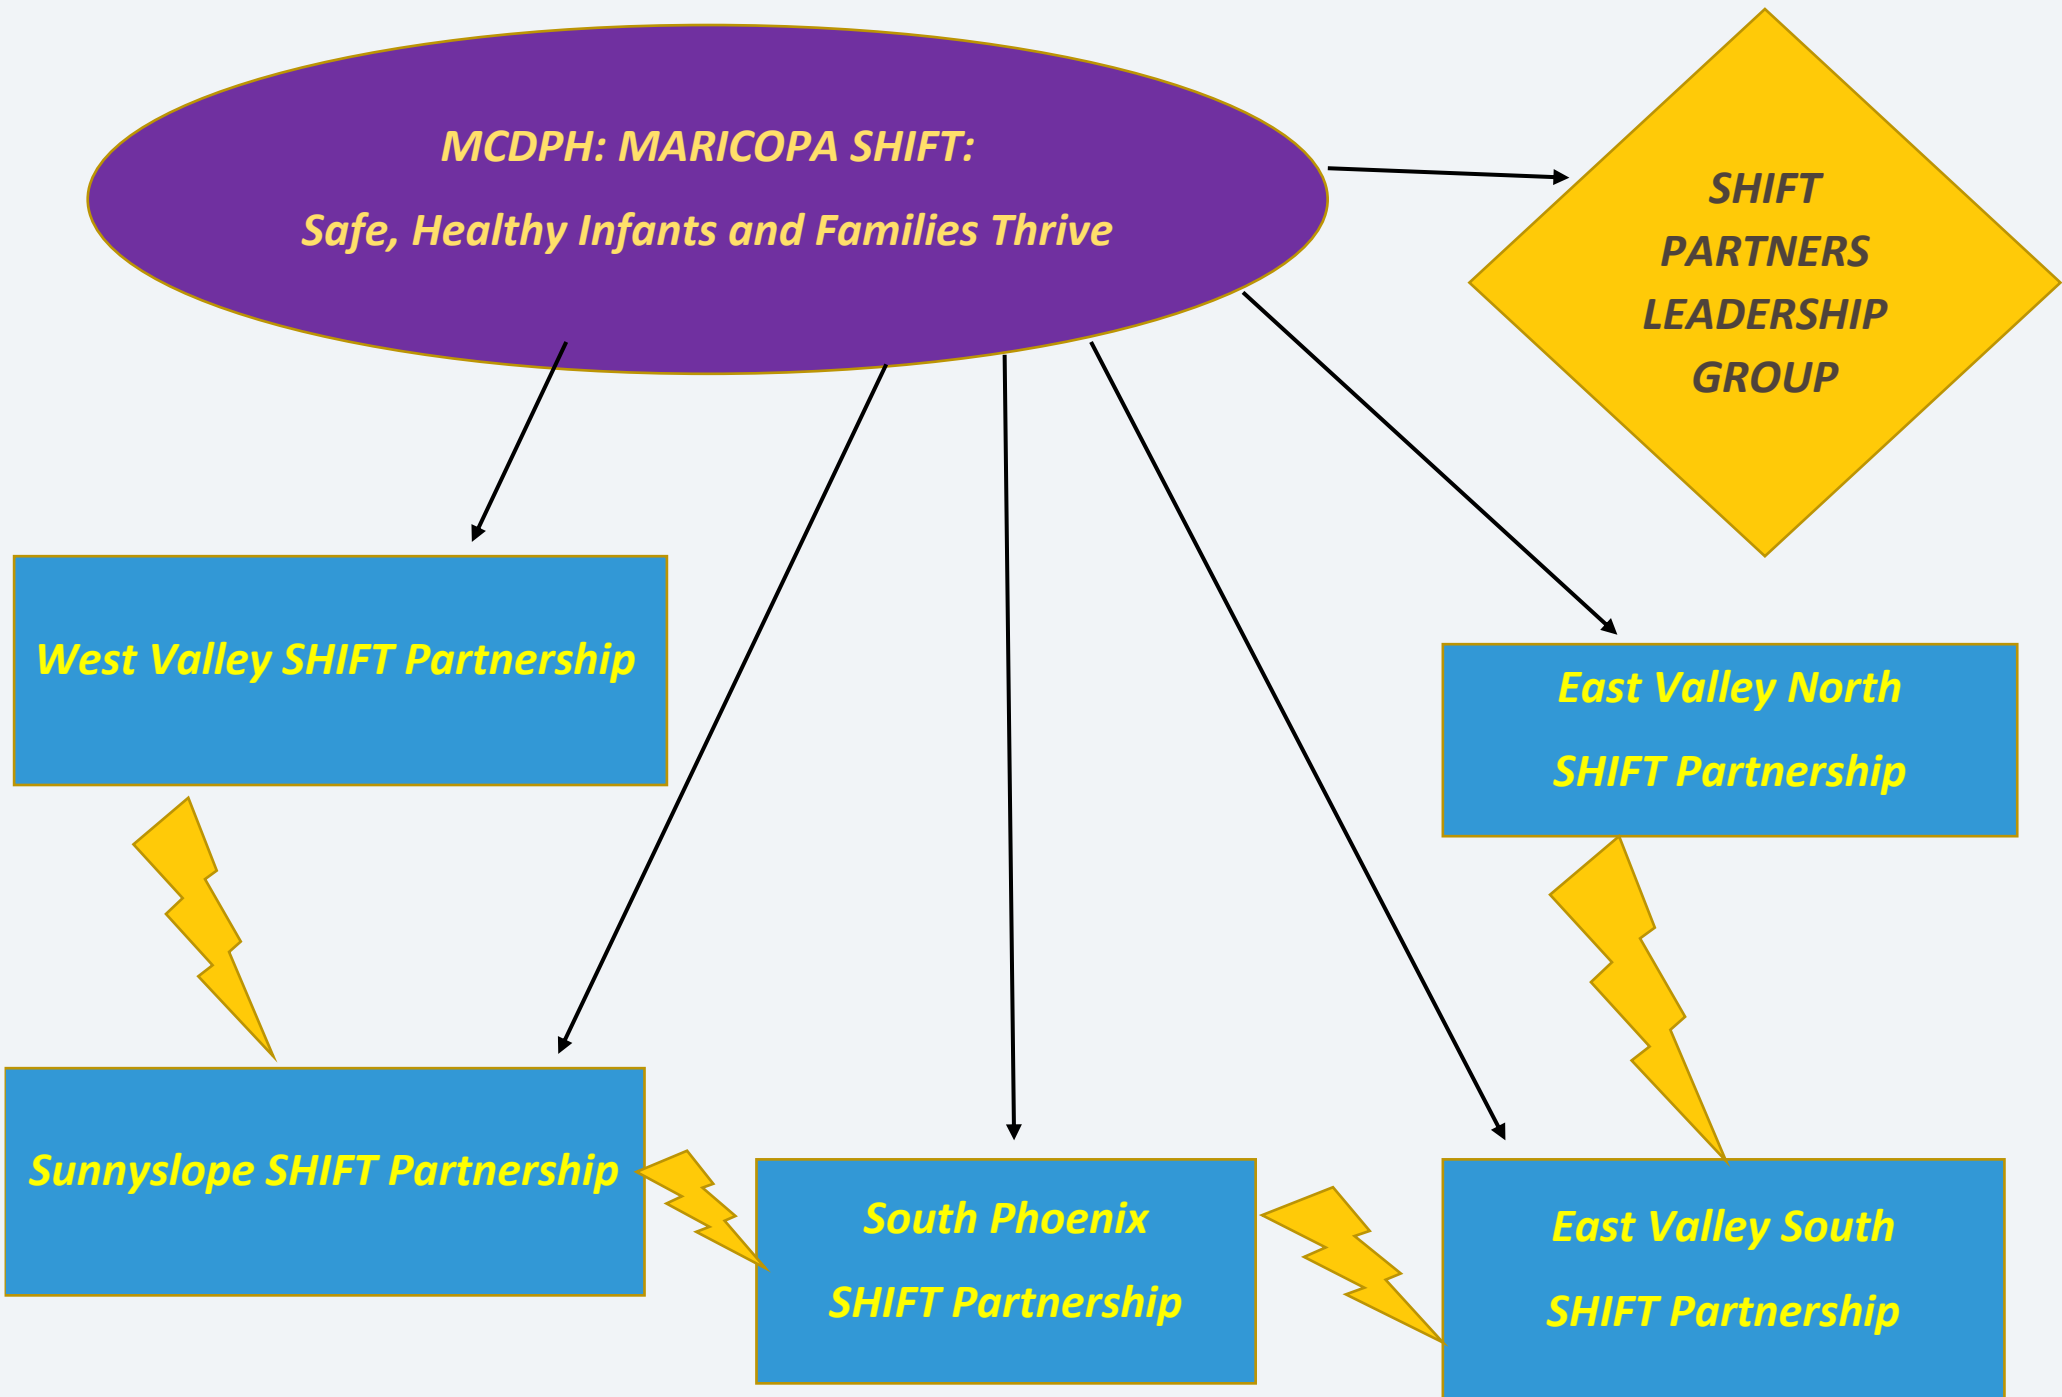 MCDPH: MARICOPA SHIFT:
Safe, Healthy Infants and Families Thrive
SHIFT
PARTNERS
LEADERSHIP
GROUP
West Valley SHIFT Partnership
East Valley North
SHIFT Partnership
Sunnyslope SHIFT Partnership
South Phoenix
SHIFT Partnership
East Valley South
SHIFT Partnership